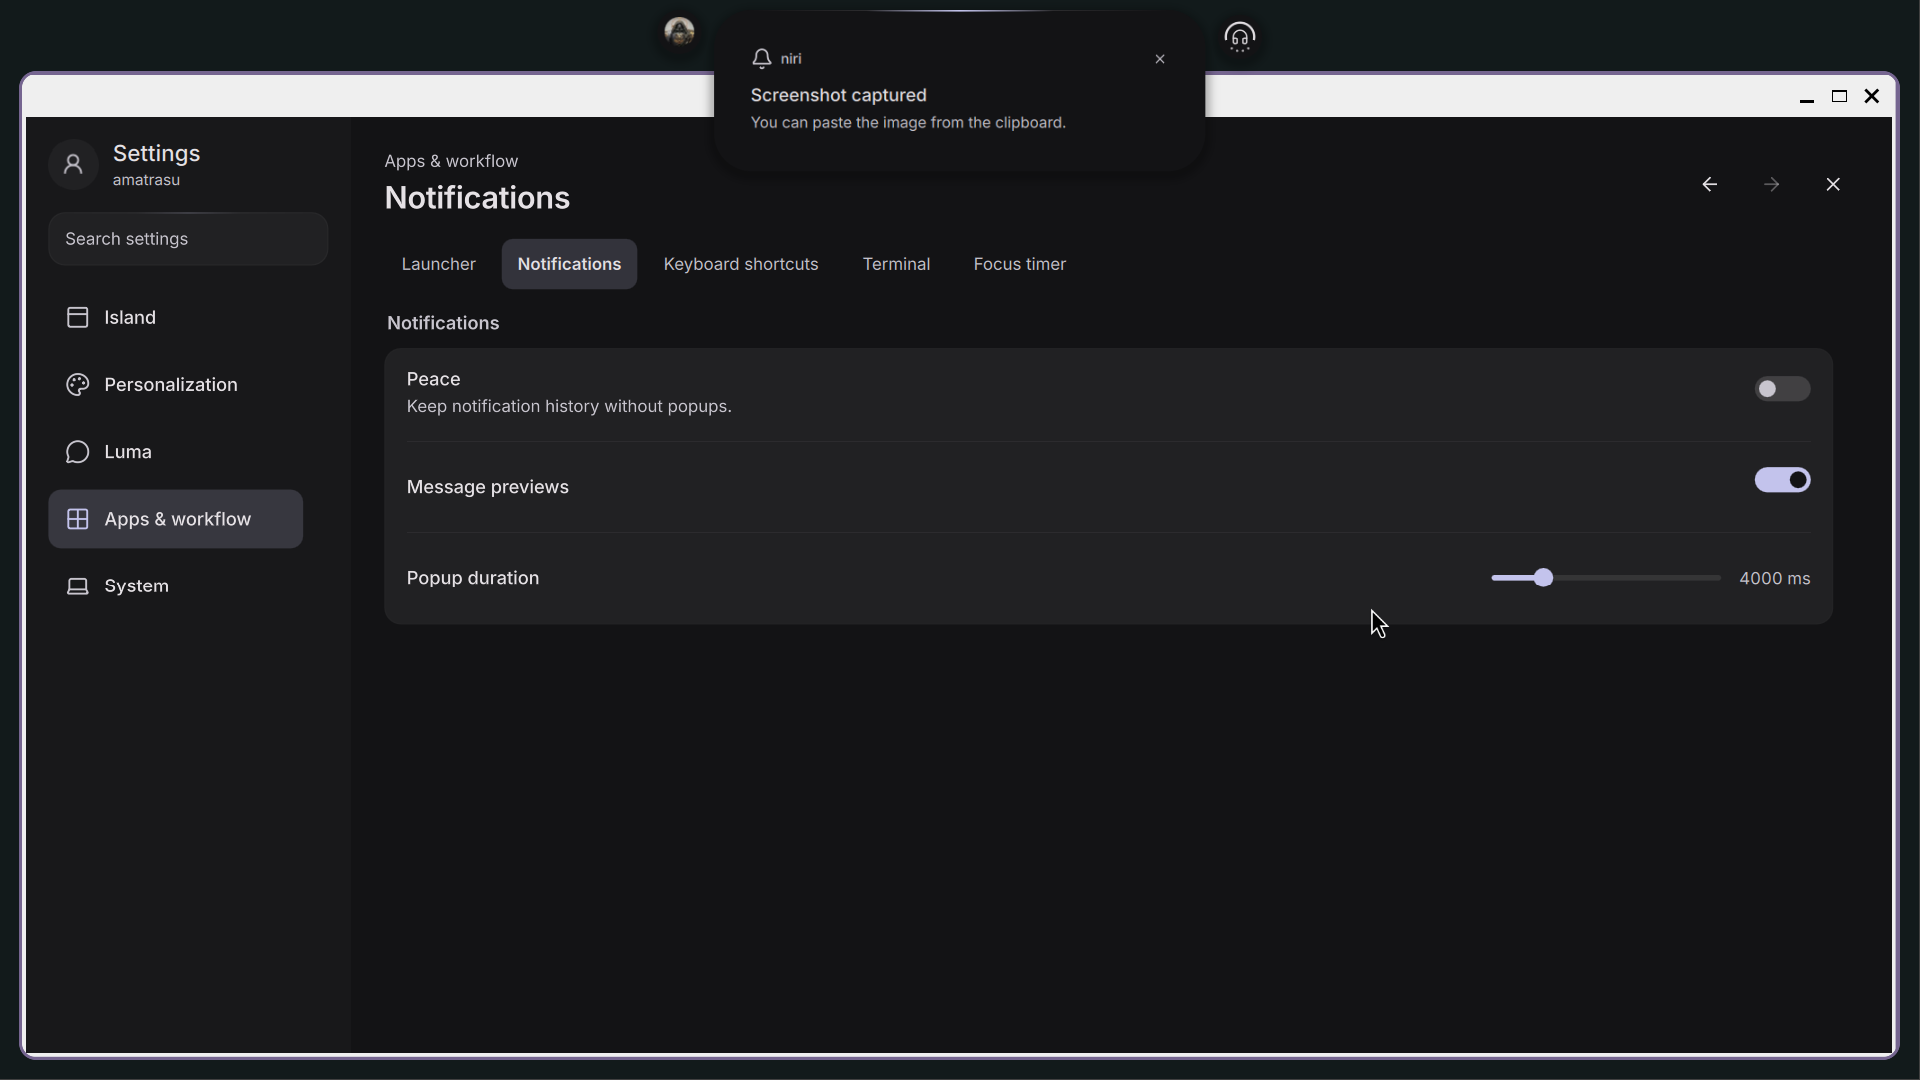 niri
Screenshot captured
You can paste the image from the clipboard.
Settings
amatrasu
Search settings
Island
Personalization
Luma
Apps & workflow
System
Apps & workflow
Notifications
Launcher
Notifications
Keyboard shortcuts
Terminal
Focus timer
Notifications
Peace
Keep notification history without popups.
Message previews
Popup duration
4000 ms